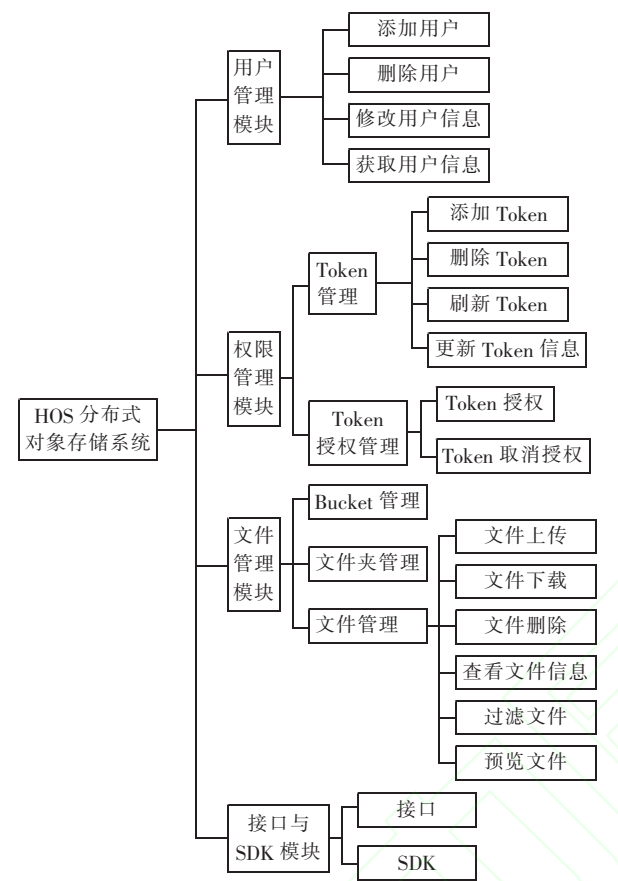 HOS 分布式
对象存储系统
用户
管理
模块
添加用户
删除用户
修改用户信息
获取用户信息
权限
管理
模块
Token
管理
添加 Token
删除 Token
刷新 Token
更新 Token 信息
Token
授权管理
Token 授权
Token 取消授权
文件
管理
模块
Bucket 管理
文件夹管理
文件管理
文件上传
文件下载
文件删除
查看文件信息
过滤文件
预览文件
接口与
SDK 模块
接口
SDK